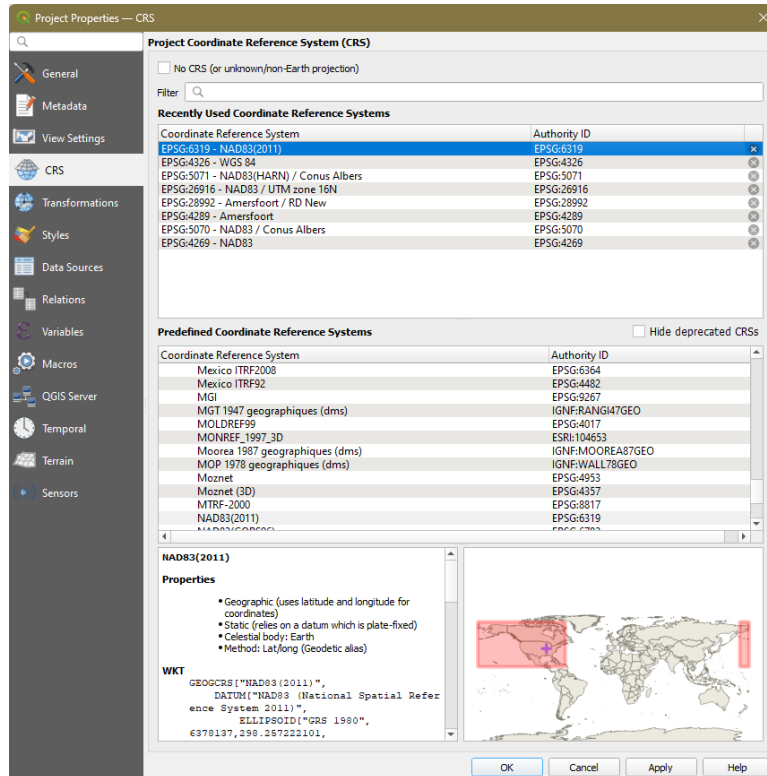 Project Properties — CRS
General
Metadata
View Settings
CRS
Transformations
Styles
Data Sources
Relations
Variables
Macros
QGIS Server
Temporal
Terrain
Sensors
Project Coordinate Reference System (CRS)
No CRS (or unknown/non-Earth projection)
Filter
Recently Used Coordinate Reference Systems
Coordinate Reference System Authority ID
EPSG:6319 - NAD83(2011) EPSG:6319
EPSG:4326 - WGS 84 EPSG:4326
EPSG:5071 - NAD83(HARN) / Conus Albers EPSG:5071
EPSG:26916 - NAD83 / UTM zone 16N EPSG:26916
EPSG:28992 - Amersfoort / RD New EPSG:28992
EPSG:4289 - Amersfoort EPSG:4289
EPSG:5070 - NAD83 / Conus Albers EPSG:5070
EPSG:4269 - NAD83 EPSG:4269
Predefined Coordinate Reference Systems Hide deprecated CRSs
Coordinate Reference System Authority ID
Mexico ITRF2008 EPSG:6364
Mexico ITRF92 EPSG:4482
MGI EPSG:9267
MGT 1947 geographiques (dms) IGNF:RANGI47GEO
MOLDREF99 EPSG:4017
MONREF_1997_3D ESRI:104653
Moorea 1987 geographiques (dms) IGNF:MOOREA87GEO
MOP 1978 geographiques (dms) IGNF:WALL78GEO
Moznet EPSG:4953
Moznet (3D) EPSG:4357
MTRF-2000 EPSG:8817
NAD83(2011) EPSG:6319
NAD83(2011)
Properties
• Geographic (uses latitude and longitude for
coordinates)
• Static (relies on a datum which is plate-fixed)
• Celestial body: Earth
• Method: Lat/long (Geodetic alias)
WKT
GEOGCRS["NAD83(2011)",
DATUM["NAD83 (National Spatial Refer
ence System 2011)",
ELLIPSOID["GRS 1980",
6378137,298.257222101,
OK Cancel Apply Help